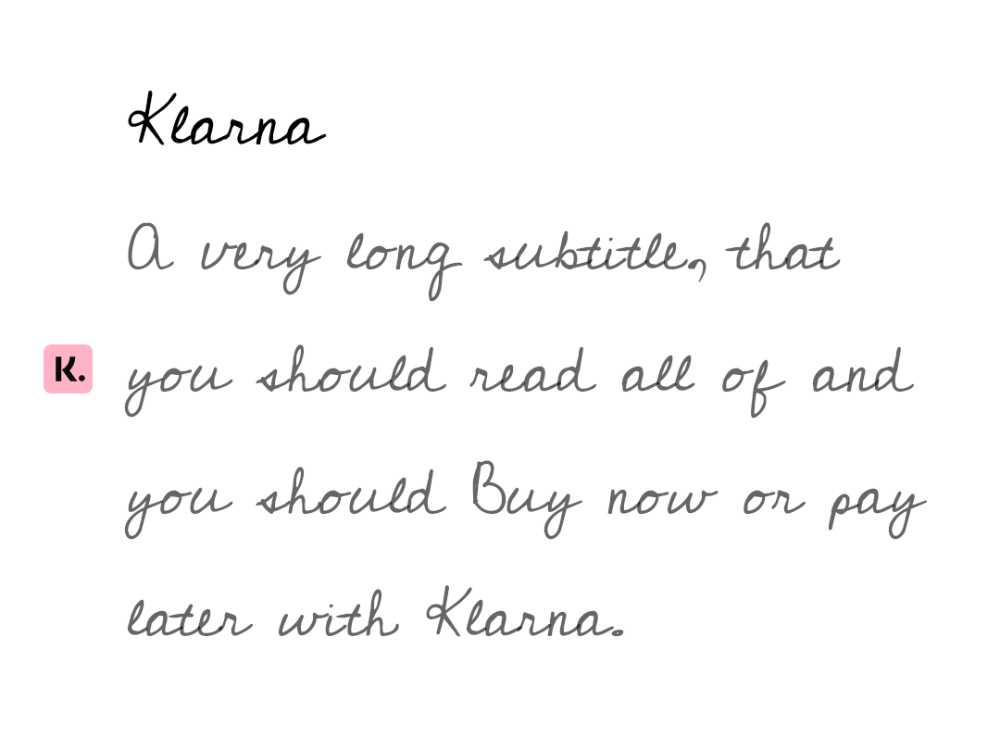 Klarna
A very long subtitle, that
K. you should read all of and
you should Buy now or pay
later with Klarna.